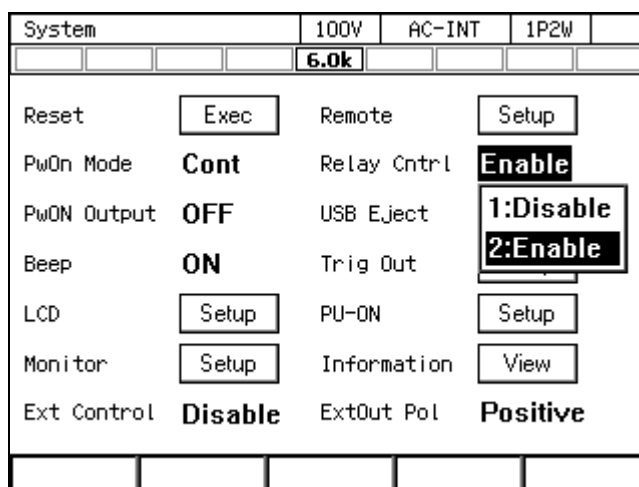 System 100V AC-INT 1P2W
6.0k
Reset Exec Remote Setup
PwOn Mode Cont Relay Cntrl Enable
PwON Output OFF USB Eject 1:Disable
2:Enable
Beep ON Trig Out
LCD Setup PU-ON Setup
Monitor Setup Information View
Ext Control Disable ExtOut Pol Positive